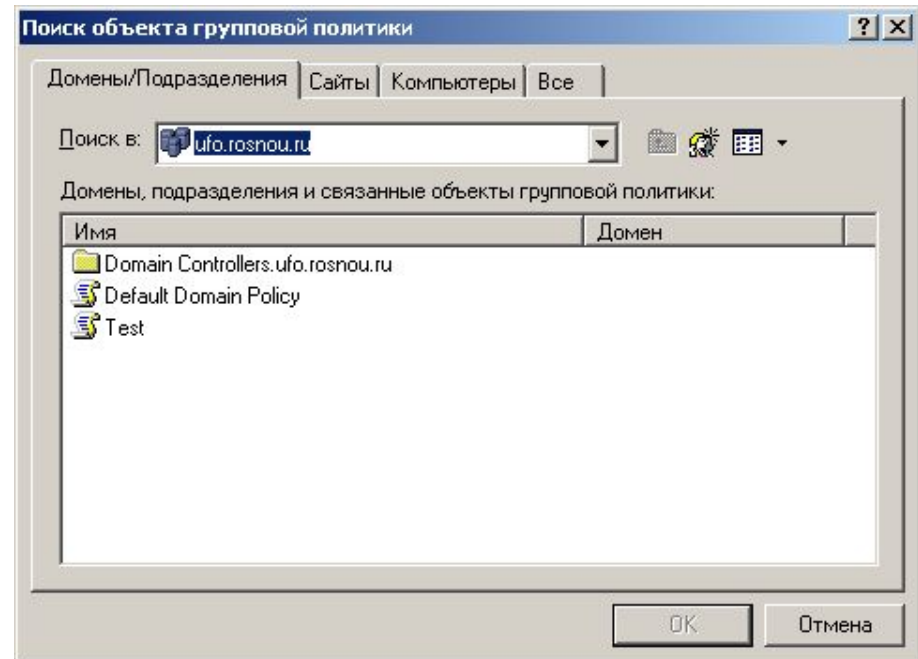 Поиск объекта групповой политики
Домены/Подразделения Сайты Компьютеры Все
Поиск в: ufo.rosnou.ru
Домены, подразделения и связанные объекты групповой политики:
Имя Домен
Domain Controllers.ufo.rosnou.ru
Default Domain Policy
Test
OK Отмена